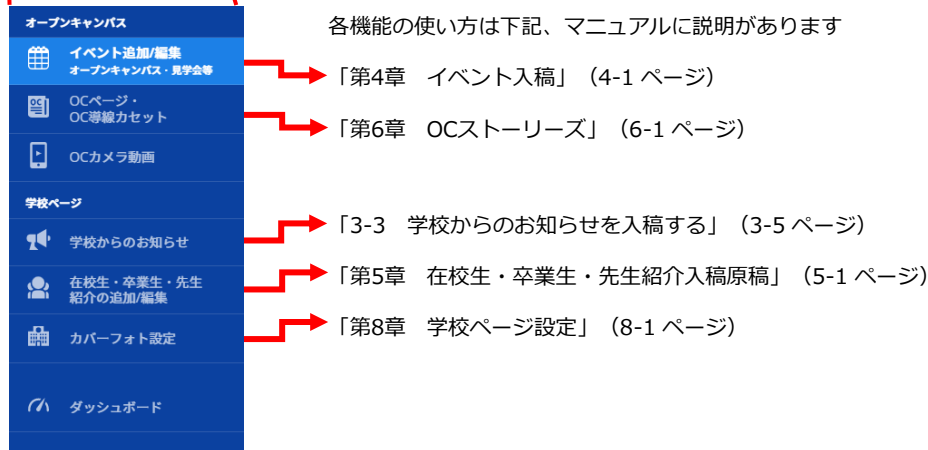 オープンキャンパス
イベント追加/編集
オープンキャンパス・見学会等
OCページ・
OC導線カセット
OCカメラ動画
学校ページ
学校からのお知らせ
在校生・卒業生・先生
紹介の追加/編集
カバーフォト設定
ダッシュボード
各機能の使い方は下記、マニュアルに説明があります
「第4章　イベント入稿」（4-1 ページ）
「第6章　OCストーリーズ」（6-1 ページ）
「3-3　学校からのお知らせを入稿する」（3-5 ページ）
「第5章　在校生・卒業生・先生紹介入稿原稿」（5-1 ページ）
「第8章　学校ページ設定」（8-1 ページ）